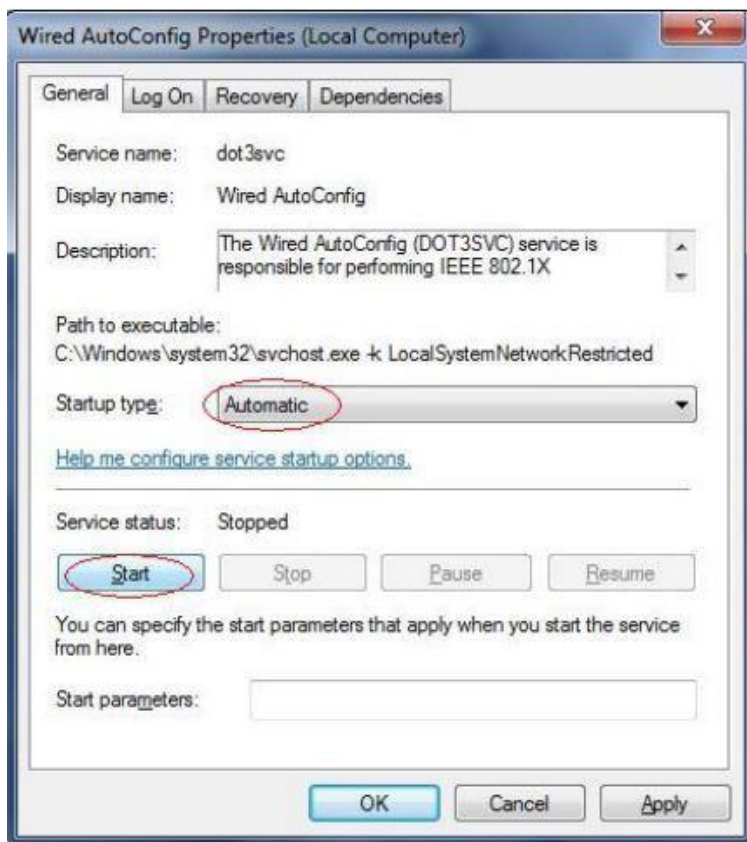 Wired AutoConfig Properties (Local Computer)
General Log On Recovery Dependencies
Service name: dot3svc
Display name: Wired AutoConfig
Description: The Wired AutoConfig (DOT3SVC) service is
responsible for performing IEEE 802.1X
Path to executable:
C:\Windows\system32\svchost.exe -k LocalSystemNetworkRestricted
Startup type: Automatic
Help me configure service startup options.
Service status: Stopped
Start Stop Pause Resume
You can specify the start parameters that apply when you start the service
from here.
Start parameters:
OK Cancel Apply